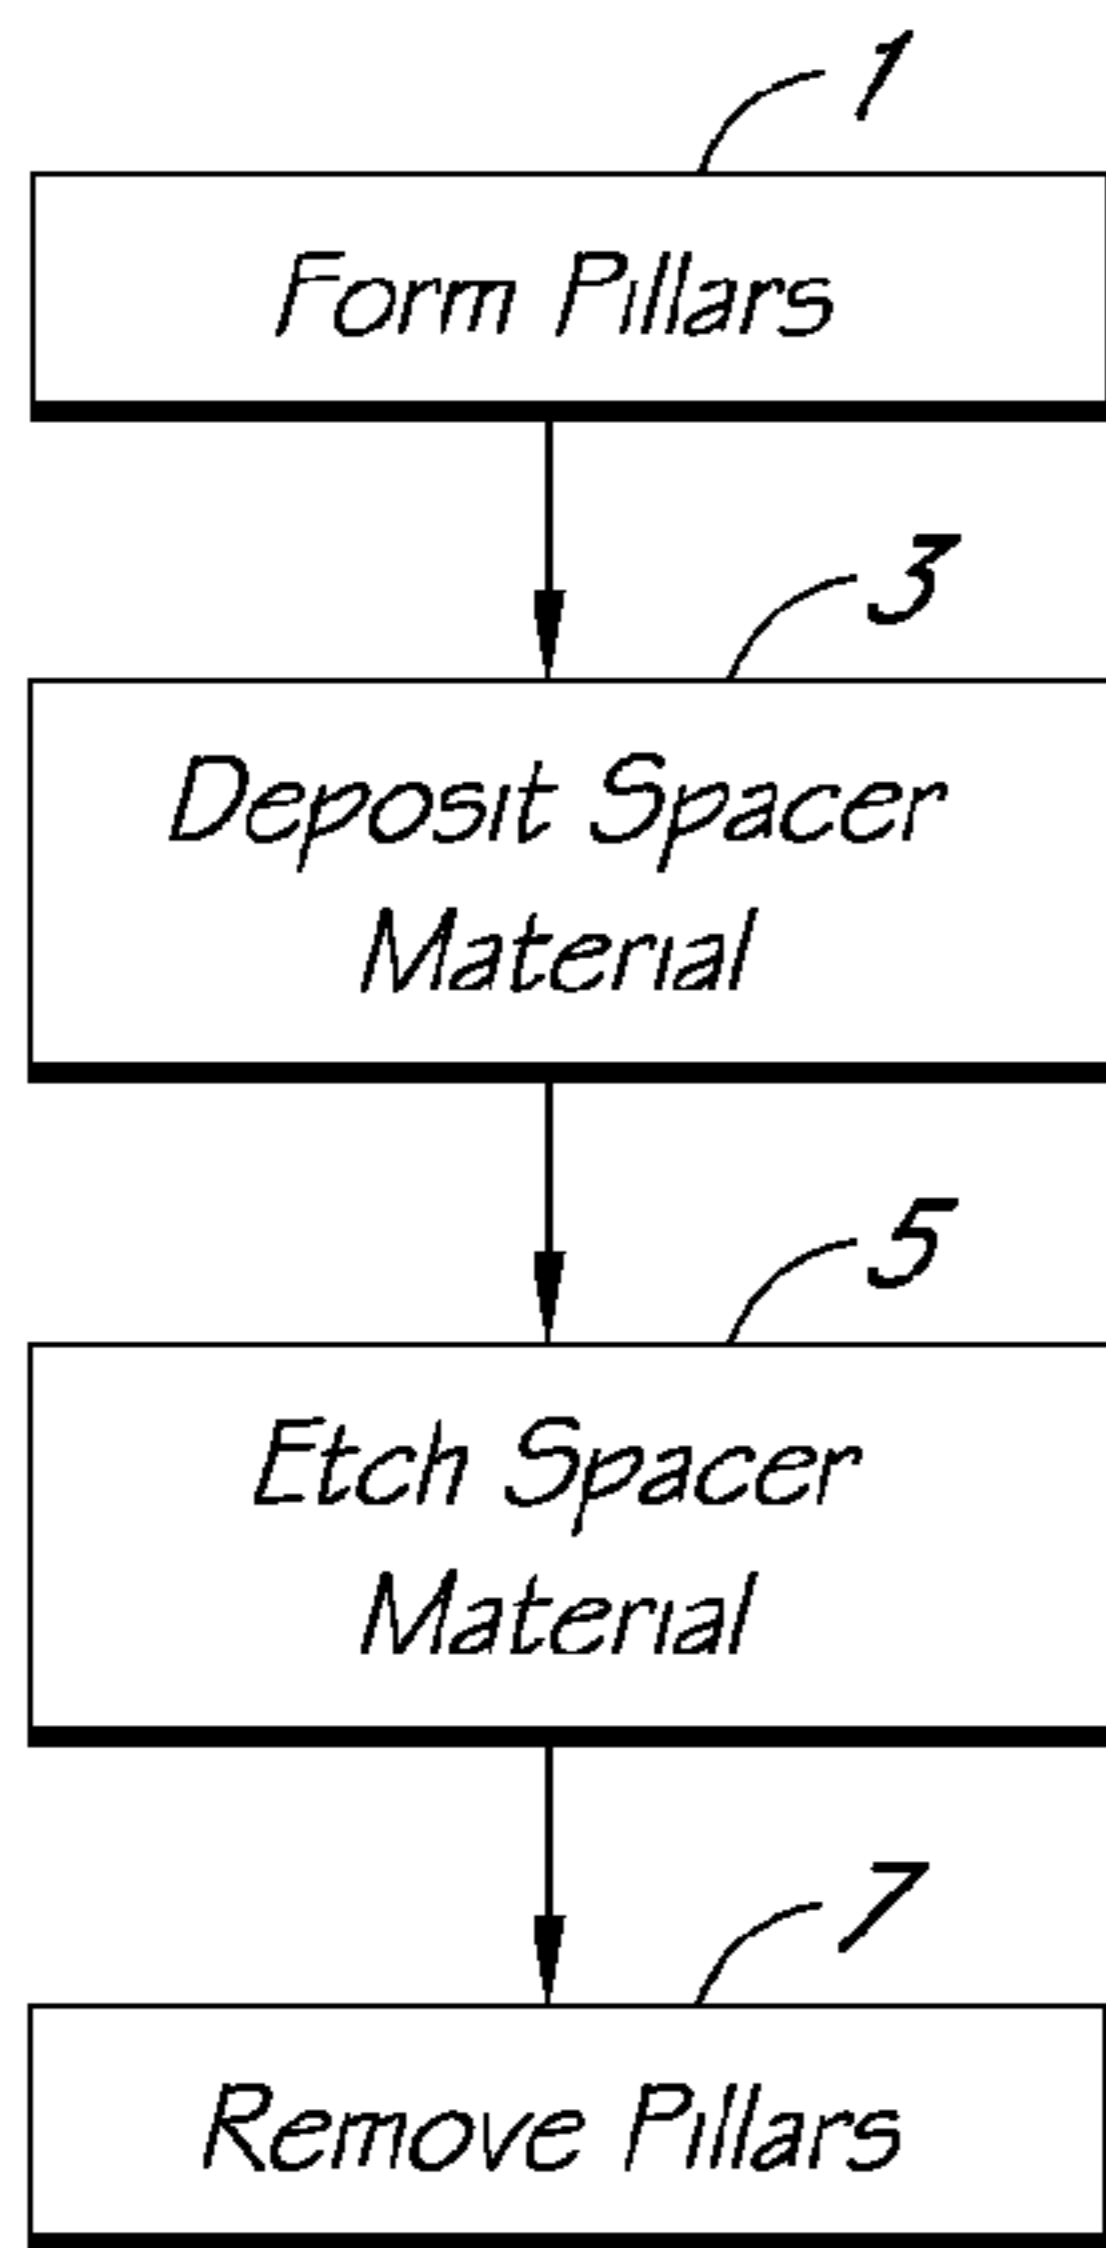 1
Form Pillars
3
Deposit Spacer
Material
5
Etch Spacer
Material
7
Remove Pillars